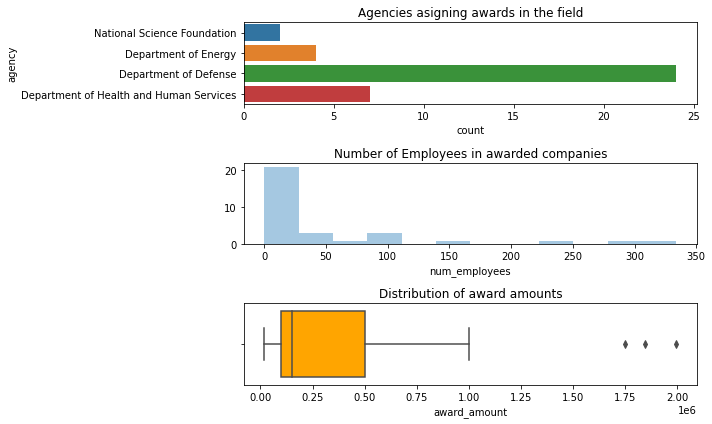 Agencies asigning awards in the field
agency
National Science Foundation
Department of Energy
Department of Defense
Department of Health and Human Services
0 5 10 15 20 25
count
Number of Employees in awarded companies
20
10
0
0 50 100 150 200 250 300 350
num_employees
Distribution of award amounts
0.00 0.25 0.50 0.75 1.00 1.25 1.50 1.75 2.00
1e6
award_amount